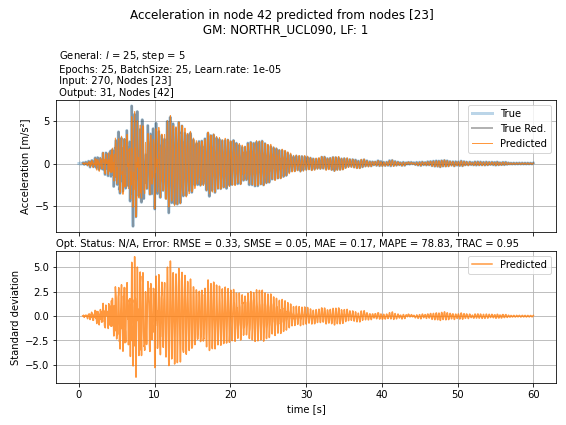 Acceleration in node 42 predicted from nodes [23]
GM: NORTHR_UCL090, LF: 1
General: l = 25, step = 5
Epochs: 25, BatchSize: 25, Learn.rate: 1e-05
Input: 270, Nodes [23]
Output: 31, Nodes [42]
Acceleration [m/s²]
5
0
−5
True
True Red.
Predicted
Opt. Status: N/A, Error: RMSE = 0.33, SMSE = 0.05, MAE = 0.17, MAPE = 78.83, TRAC = 0.95
Standard deviation
5.0
2.5
0.0
−2.5
−5.0
Predicted
0 10 20 30 40 50 60
time [s]